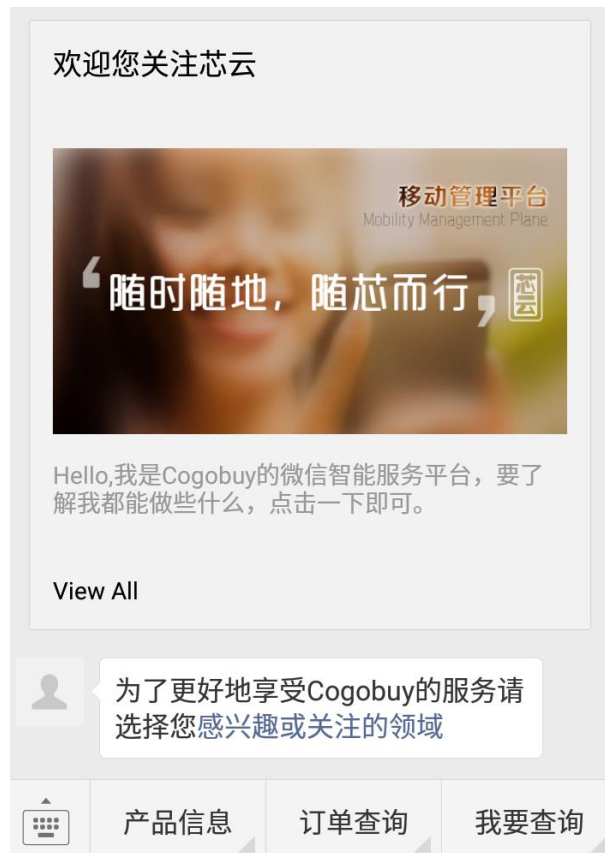 欢迎您关注芯云
移动管理平台
Mobility Management Plane
‘随时随地，随芯而行，芯云
Hello,我是Cogobuy的微信智能服务平台，要了
解我都能做些什么，点击一下即可。
View All
为了更好地享受Cogobuy的服务请
选择您感兴趣或关注的领域
产品信息
订单查询
我要查询